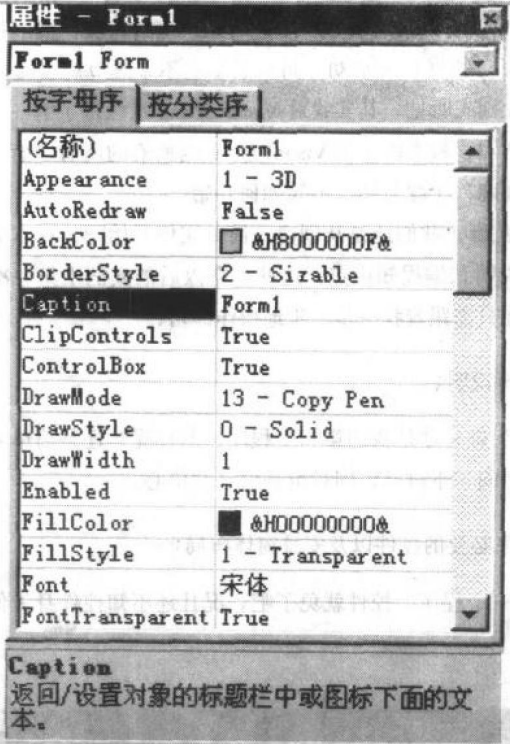 属性 - Form1
Form1 Form
按字母序 按分类序
(名称) Form1
Appearance 1 - 3D
AutoRedraw False
BackColor &H8000000F&
BorderStyle 2 - Sizable
Caption Form1
ClipControls True
ControlBox True
DrawMode 13 - Copy Pen
DrawStyle 0 - Solid
DrawWidth 1
Enabled True
FillColor &H00000000&
FillStyle 1 - Transparent
Font 宋体
FontTransparent True
Caption
返回/设置对象的标题栏中或图标下面的文
本。